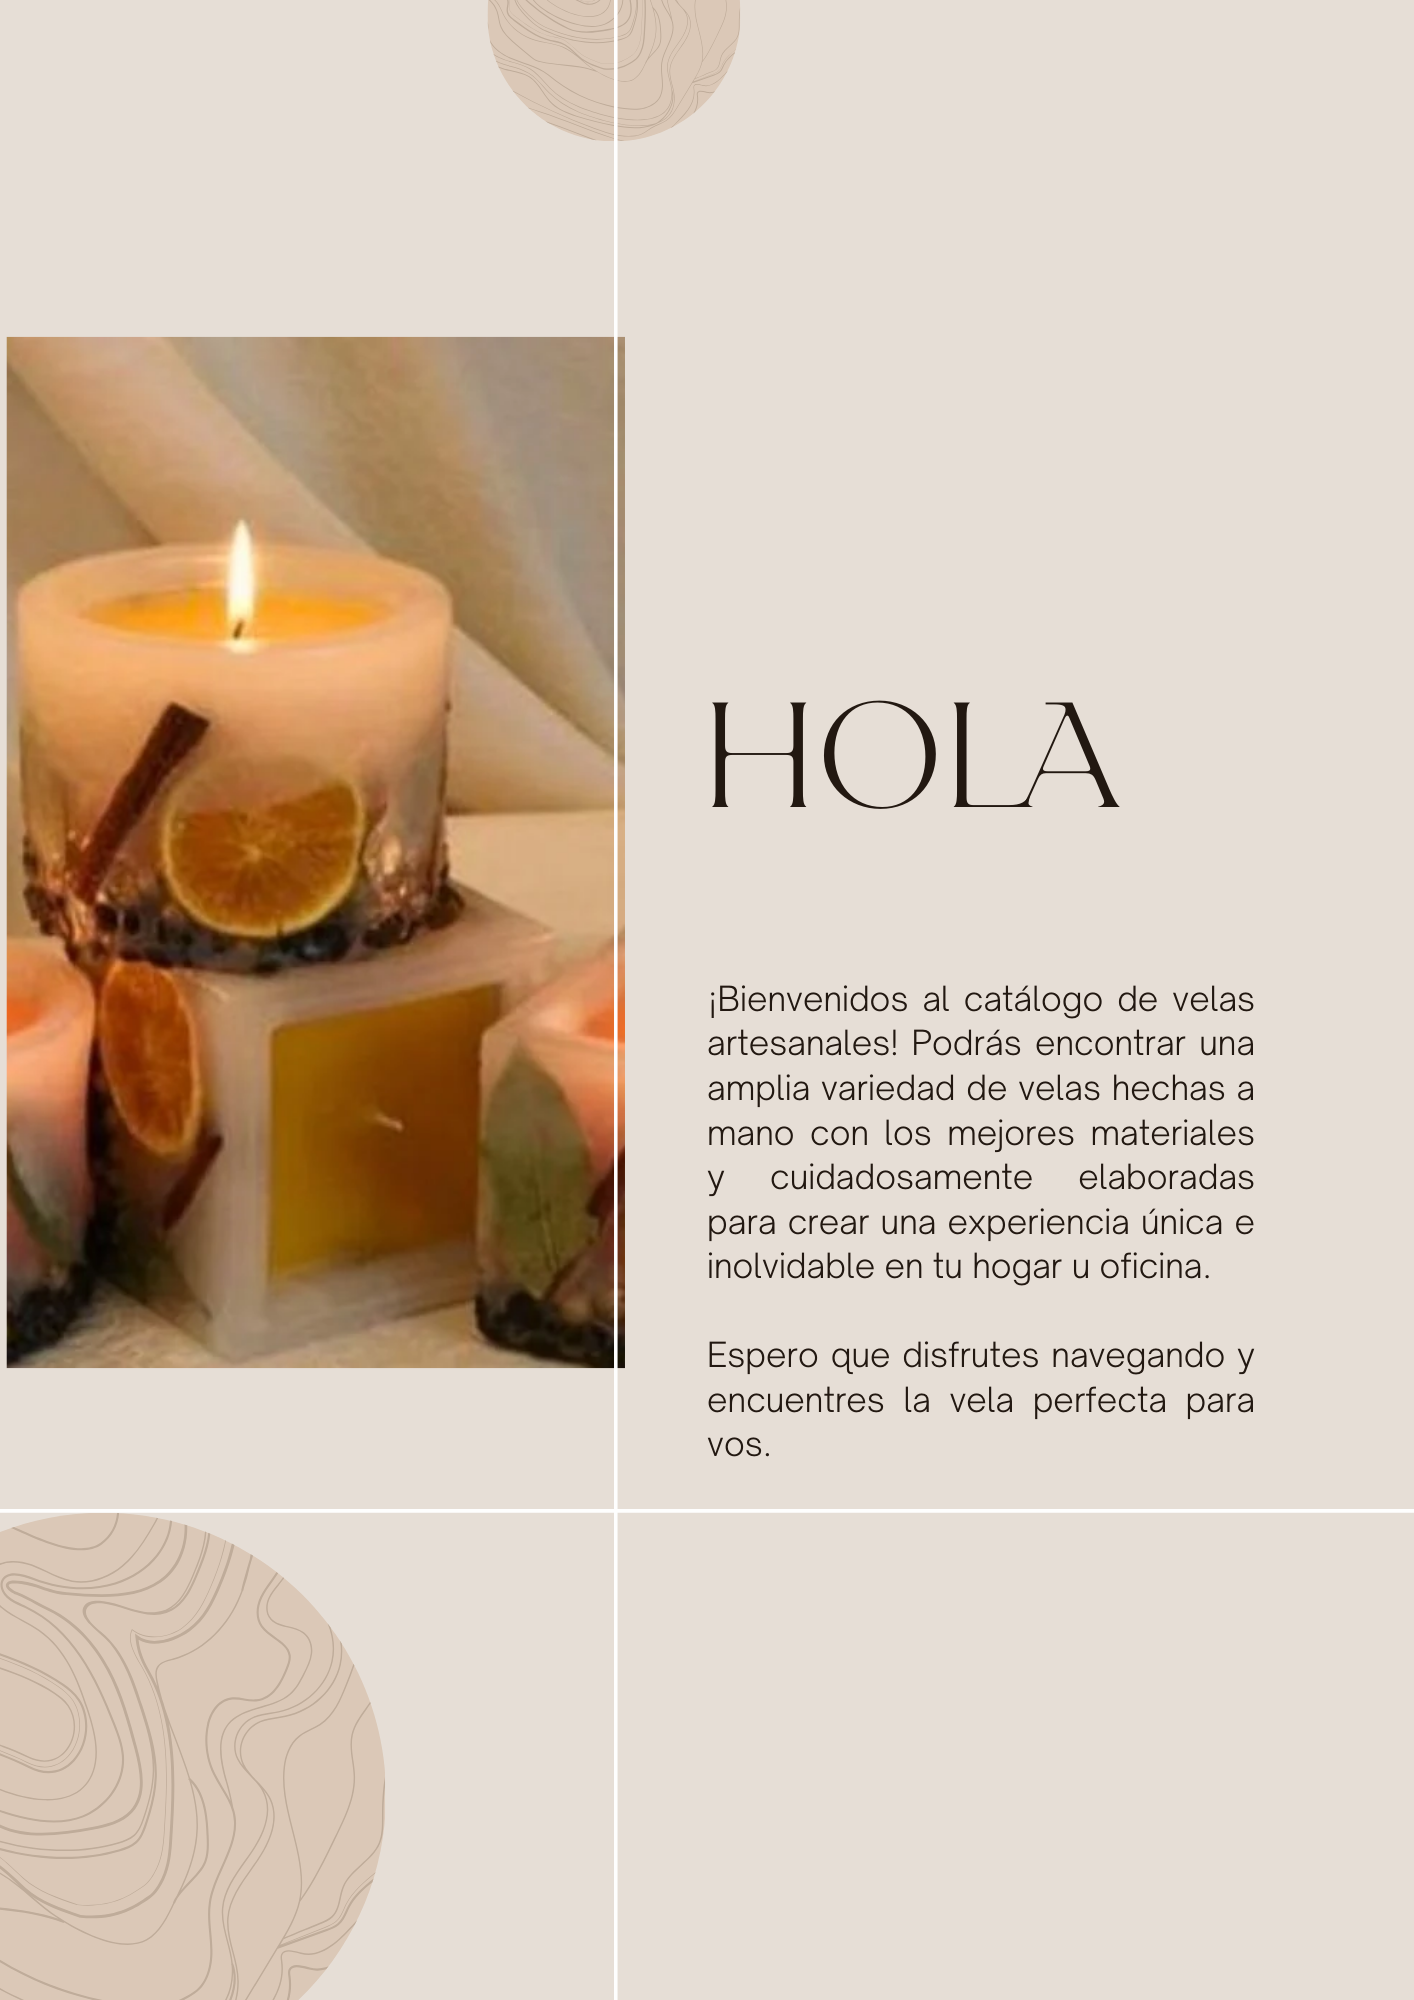 HOLA
¡Bienvenidos al catálogo de velas
artesanales! Podrás encontrar una
amplia variedad de velas hechas a
mano con los mejores materiales
y cuidadosamente elaboradas
para crear una experiencia única e
inolvidable en tu hogar u oficina.
Espero que disfrutes navegando y
encuentres la vela perfecta para
vos.